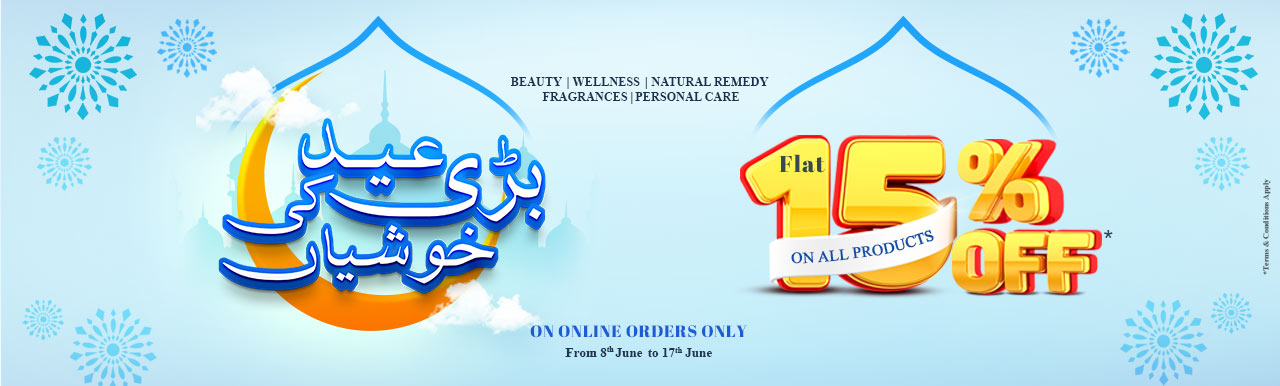 بڑی عید
کی
خوشیاں
BEAUTY | WELLNESS | NATURAL REMEDY
FRAGRANCES | PERSONAL CARE
Flat
15% OFF*
ON ALL PRODUCTS
ON ONLINE ORDERS ONLY
From 8th June to 17th June
*Terms & Conditions Apply